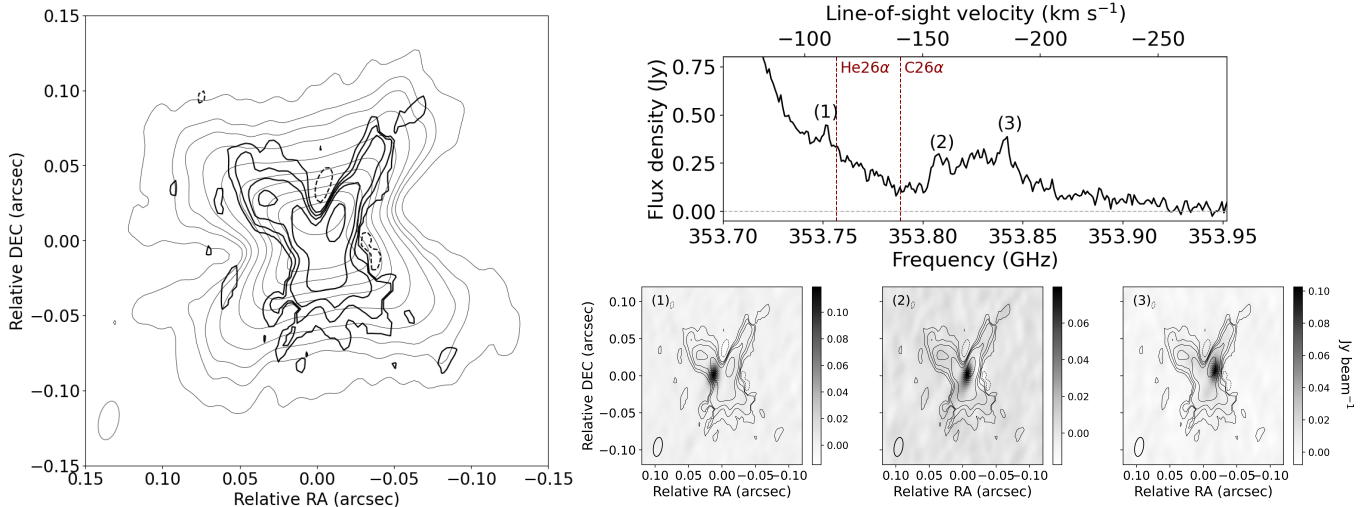 0.15
0.10
0.05
0.00
−0.05
−0.10
−0.15
Relative DEC (arcsec)
0.15 0.10 0.05 0.00 −0.05 −0.10 −0.15
Relative RA (arcsec)
Line-of-sight velocity (km s−1)
−100 −150 −200 −250
0.75
0.50
0.25
0.00
Flux density (Jy)
He26α C26α
(1) (2) (3)
353.70 353.75 353.80 353.85 353.90 353.95
Frequency (GHz)
(1)
0.10
0.05
0.00
−0.05
−0.10
Relative DEC (arcsec)
0.10 0.05 0.00 −0.05 −0.10
Relative RA (arcsec)
0.10
0.08
0.06
0.04
0.02
0.00
(2)
0.10 0.05 0.00 −0.05 −0.10
Relative RA (arcsec)
0.06
0.04
0.02
0.00
(3)
0.10 0.05 0.00 −0.05 −0.10
Relative RA (arcsec)
0.10
0.08
0.06
0.04
0.02
0.00
Jy beam−1